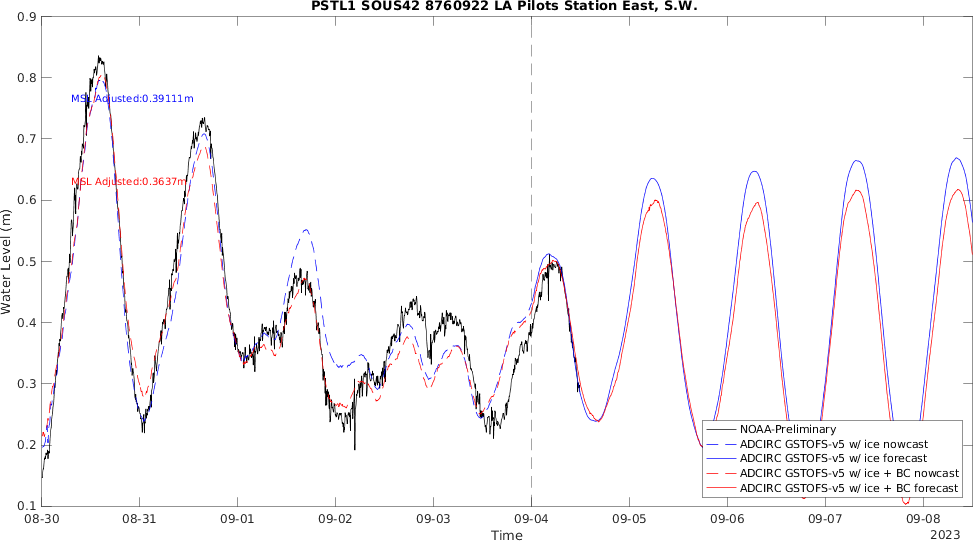 PSTL1 SOUS42 8760922 LA Pilots Station East, S.W.
0.9
0.8
MSL Adjusted:0.39111m
0.7
MSL Adjusted:0.3637m
0.6
0.5
Water Level (m)
0.4
0.3
0.2
0.1
NOAA-Preliminary
ADCIRC GSTOFS-v5 w/ ice nowcast
ADCIRC GSTOFS-v5 w/ ice forecast
ADCIRC GSTOFS-v5 w/ ice + BC nowcast
ADCIRC GSTOFS-v5 w/ ice + BC forecast
08-30 08-31 09-01 09-02 09-03 09-04 09-05 09-06 09-07 09-08
Time
2023